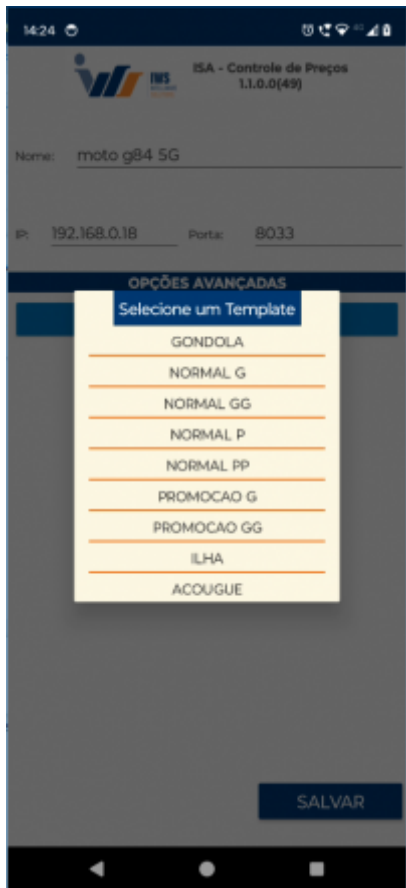 14:24
IWS
ISA - Controle de Preços
1.1.0.0(49)
Nome: moto g84 5G
IP: 192.168.0.18 Porta: 8033
OPÇÕES AVANÇADAS
Selecione um Template
GONDOLA
NORMAL G
NORMAL GG
NORMAL P
NORMAL PP
PROMOCAO G
PROMOCAO GG
ILHA
ACOUGUE
SALVAR